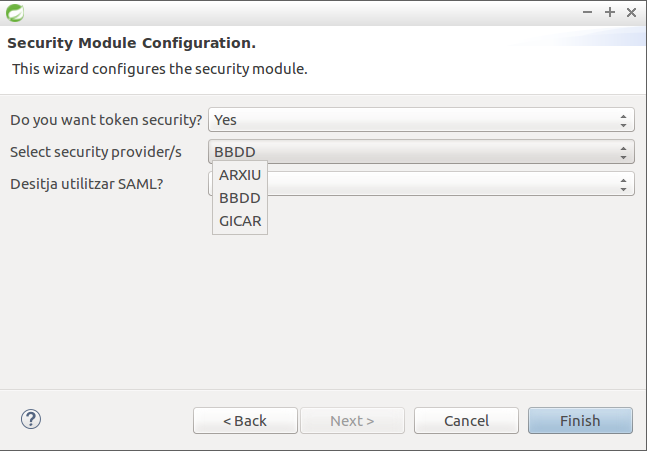 Security Module Configuration.
This wizard configures the security module.
Do you want token security? Yes
Select security provider/s BBDD
ARXIU
Desitja utilitzar SAML?
BBDD
GICAR
? < Back Next > Cancel Finish